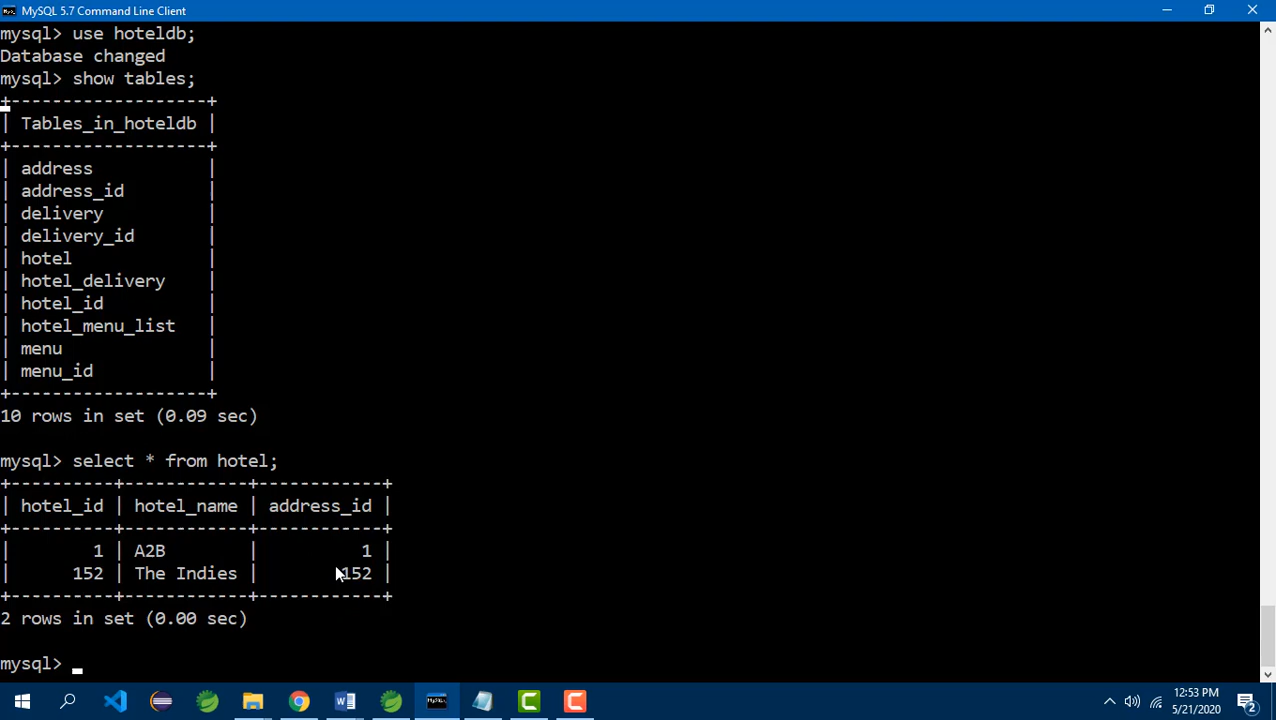 MySQL 5.7 Command Line Client
mysql> use hoteldb;
Database changed
mysql> show tables;
+-------------------+
| Tables_in_hoteldb |
+-------------------+
| address           |
| address_id        |
| delivery          |
| delivery_id       |
| hotel             |
| hotel_delivery    |
| hotel_id          |
| hotel_menu_list   |
| menu              |
| menu_id           |
+-------------------+
10 rows in set (0.09 sec)
mysql> select * from hotel;
+----------+------------+------------+
| hotel_id | hotel_name | address_id |
+----------+------------+------------+
|        1 | A2B        |          1 |
|      152 | The Indies |        152 |
+----------+------------+------------+
2 rows in set (0.00 sec)
mysql>
12:53 PM
5/21/2020
2